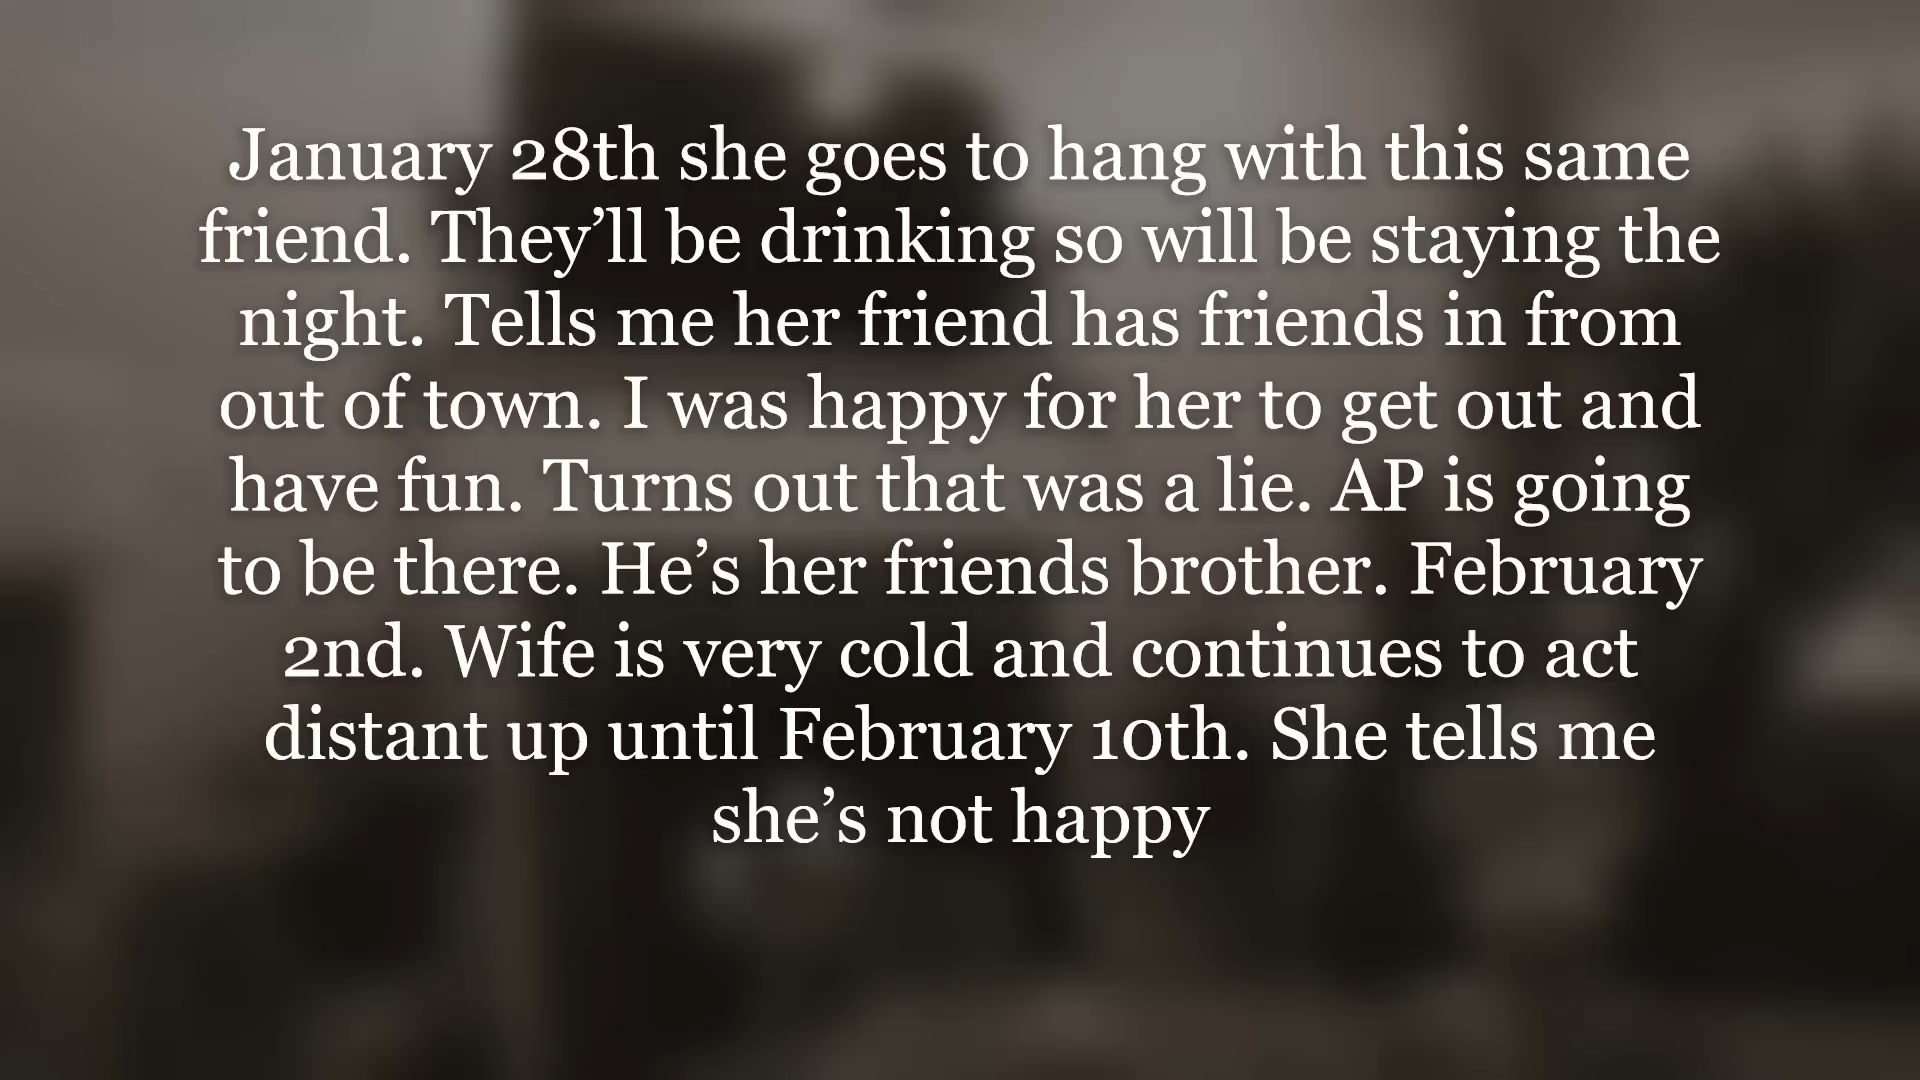 January 28th she goes to hang with this same
friend. They’ll be drinking so will be staying the
night. Tells me her friend has friends in from
out of town. I was happy for her to get out and
have fun. Turns out that was a lie. AP is going
to be there. He’s her friends brother. February
2nd. Wife is very cold and continues to act
distant up until February 10th. She tells me
she’s not happy